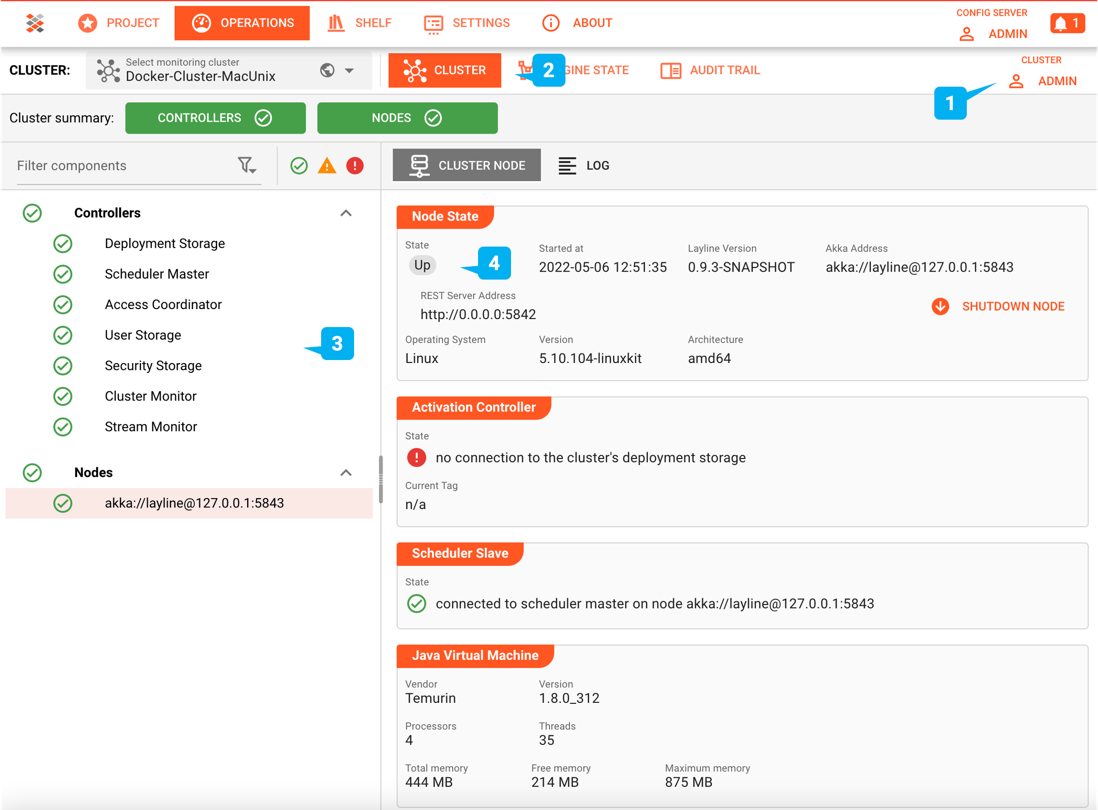 PROJECT OPERATIONS SHELF SETTINGS ABOUT CONFIG SERVER ADMIN 1
CLUSTER: Select monitoring cluster Docker-Cluster-MacUnix CLUSTER 2 GINE STATE AUDIT TRAIL CLUSTER ADMIN
1
Cluster summary: CONTROLLERS NODES
Filter components
CLUSTER NODE LOG
Controllers
Deployment Storage
Scheduler Master
Access Coordinator
User Storage
Security Storage
Cluster Monitor
Stream Monitor
3
Nodes
akka://layline@127.0.0.1:5843
Node State
State Started at Layline Version Akka Address
Up 4 2022-05-06 12:51:35 0.9.3-SNAPSHOT akka://layline@127.0.0.1:5843
REST Server Address
http://0.0.0.0:5842
SHUTDOWN NODE
Operating System Version Architecture
Linux 5.10.104-linuxkit amd64
Activation Controller
State
no connection to the cluster's deployment storage
Current Tag
n/a
Scheduler Slave
State
connected to scheduler master on node akka://layline@127.0.0.1:5843
Java Virtual Machine
Vendor Version
Temurin 1.8.0_312
Processors Threads
4 35
Total memory Free memory Maximum memory
444 MB 214 MB 875 MB